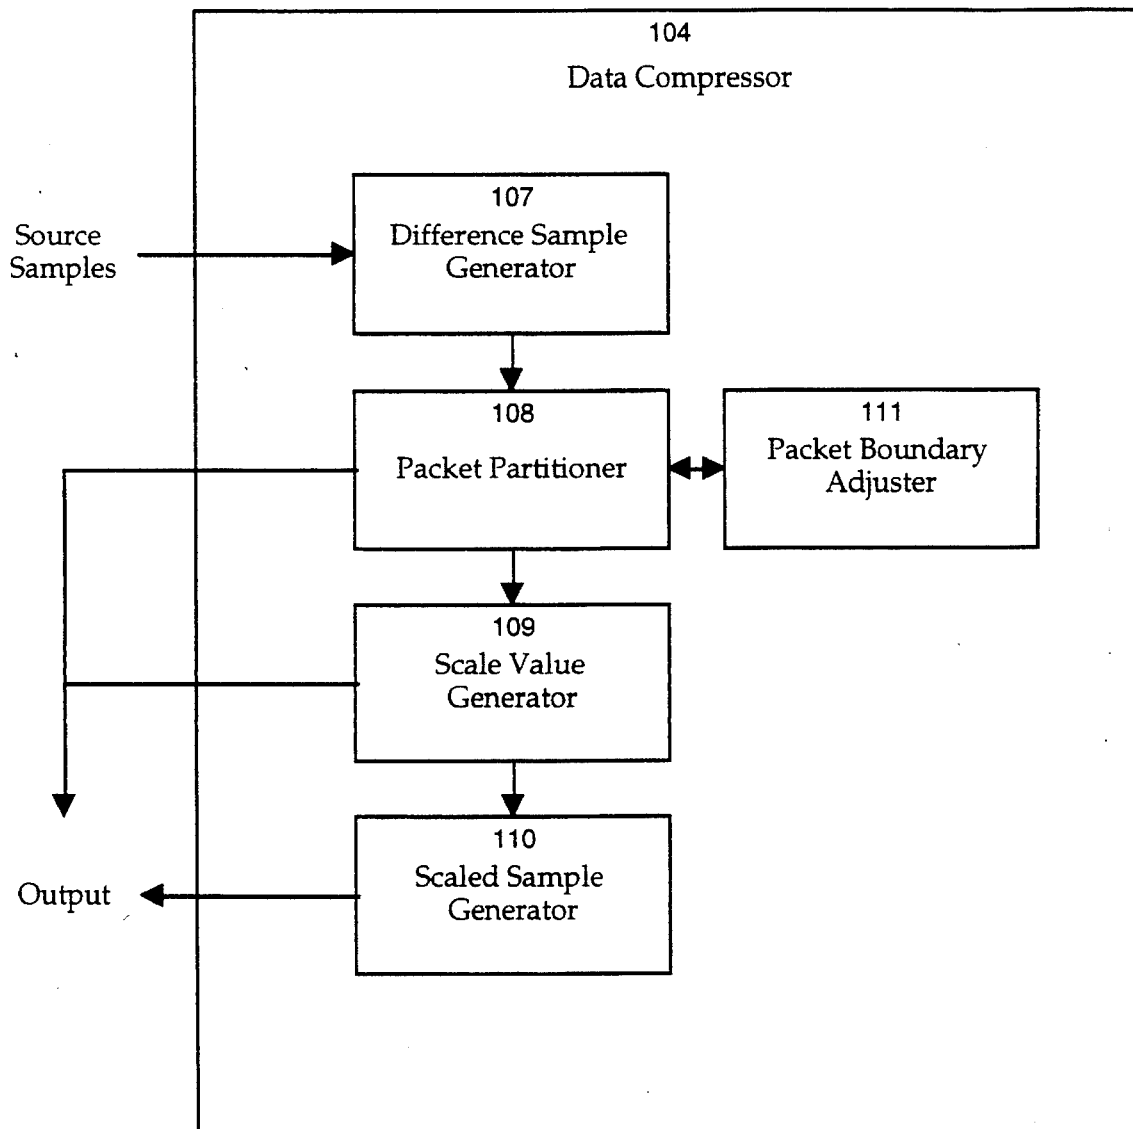 104
Data Compressor
107
Difference Sample
Generator
Source
Samples
108
Packet Partitioner
111
Packet Boundary
Adjuster
109
Scale Value
Generator
110
Scaled Sample
Generator
Output